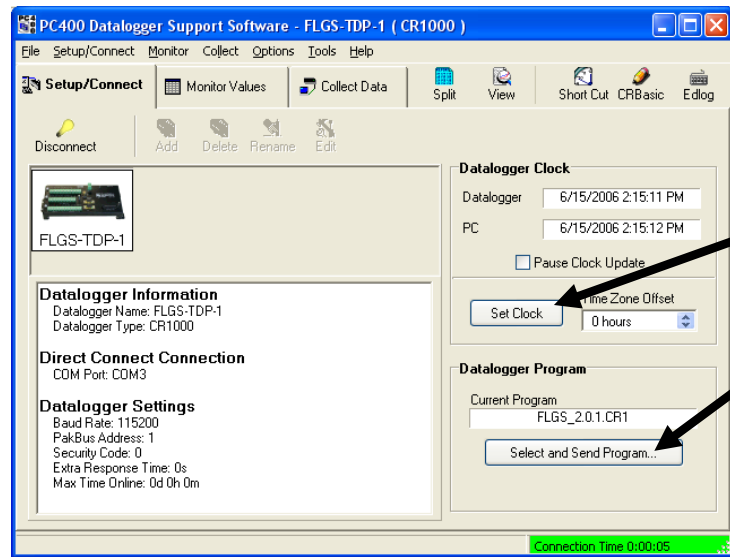 PC400 Datalogger Support Software - FLGS-TDP-1 ( CR1000 )
File Setup/Connect Monitor Collect Options Tools Help
Setup/Connect Monitor Values Collect Data Split View Short Cut CRBasic Edlog
Disconnect Add Delete Rename Edit
FLGS-TDP-1
Datalogger Information
Datalogger Name: FLGS-TDP-1
Datalogger Type: CR1000
Direct Connect Connection
COM Port: COM3
Datalogger Settings
Baud Rate: 115200
PakBus Address: 1
Security Code: 0
Extra Response Time: 0s
Max Time Online: 0d 0h 0m
Datalogger Clock
Datalogger 6/15/2006 2:15:11 PM
PC 6/15/2006 2:15:12 PM
Pause Clock Update
Time Zone Offset
Set Clock 0 hours
Datalogger Program
Current Program
FLGS_2.0.1.CR1
Select and Send Program...
Connection Time 0:00:05